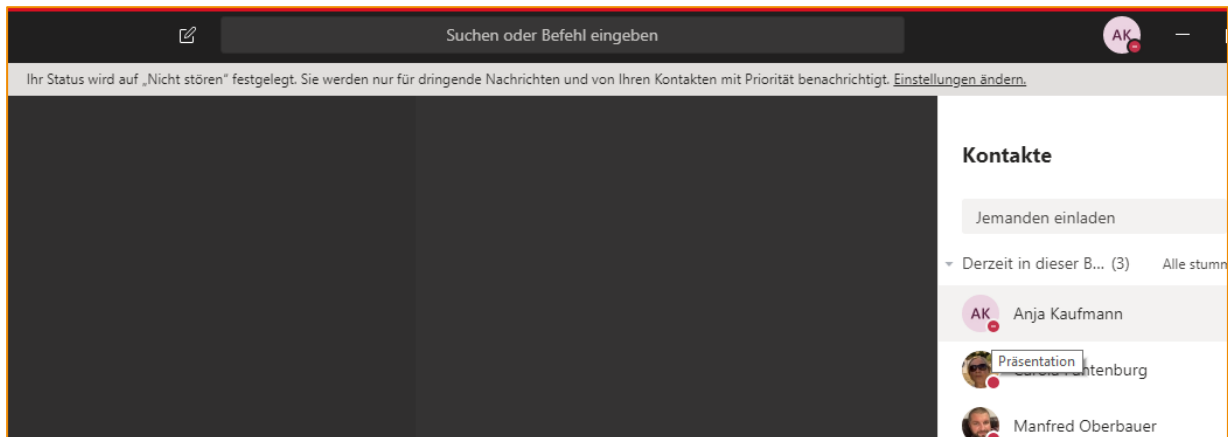 Suchen oder Befehl eingeben
AK
Ihr Status wird auf „Nicht stören“ festgelegt. Sie werden nur für dringende Nachrichten und von Ihren Kontakten mit Priorität benachrichtigt. Einstellungen ändern.
Kontakte
Jemanden einladen
Derzeit in dieser B... (3) Alle stumm
AK Anja Kaufmann
Präsentation
Manfred Oberbauer